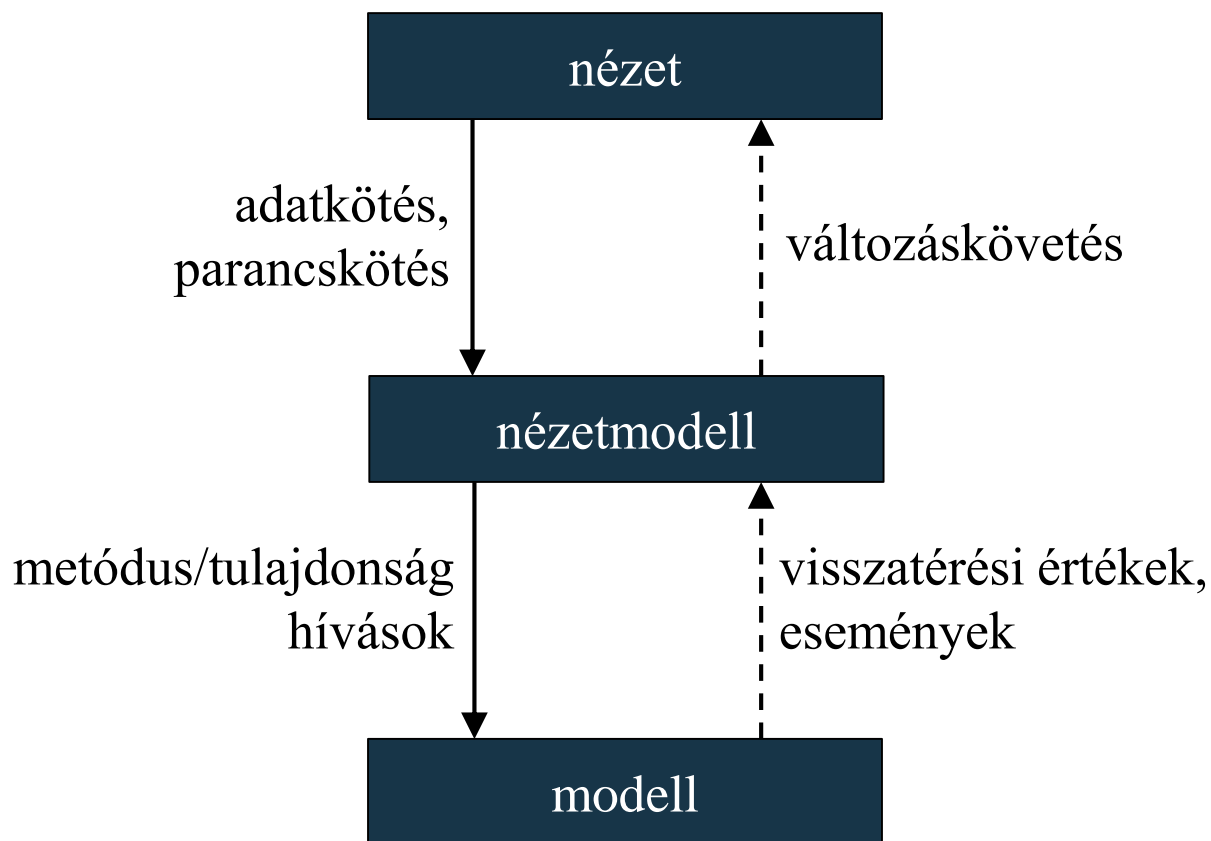 nézet
adatkötés,
parancskötés
változáskövetés
nézetmodell
metódus/tulajdonság
hívások
visszatérési értékek,
események
modell